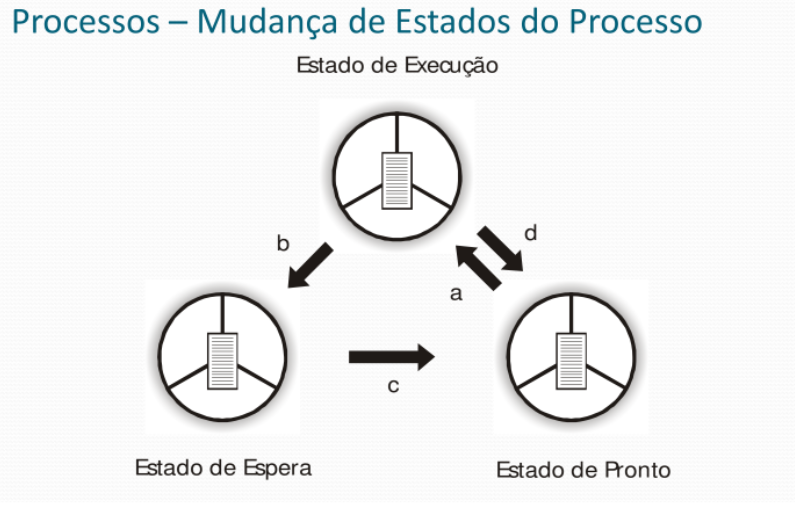 Processos – Mudança de Estados do Processo
Estado de Execução
b
d
a
c
Estado de Espera
Estado de Pronto